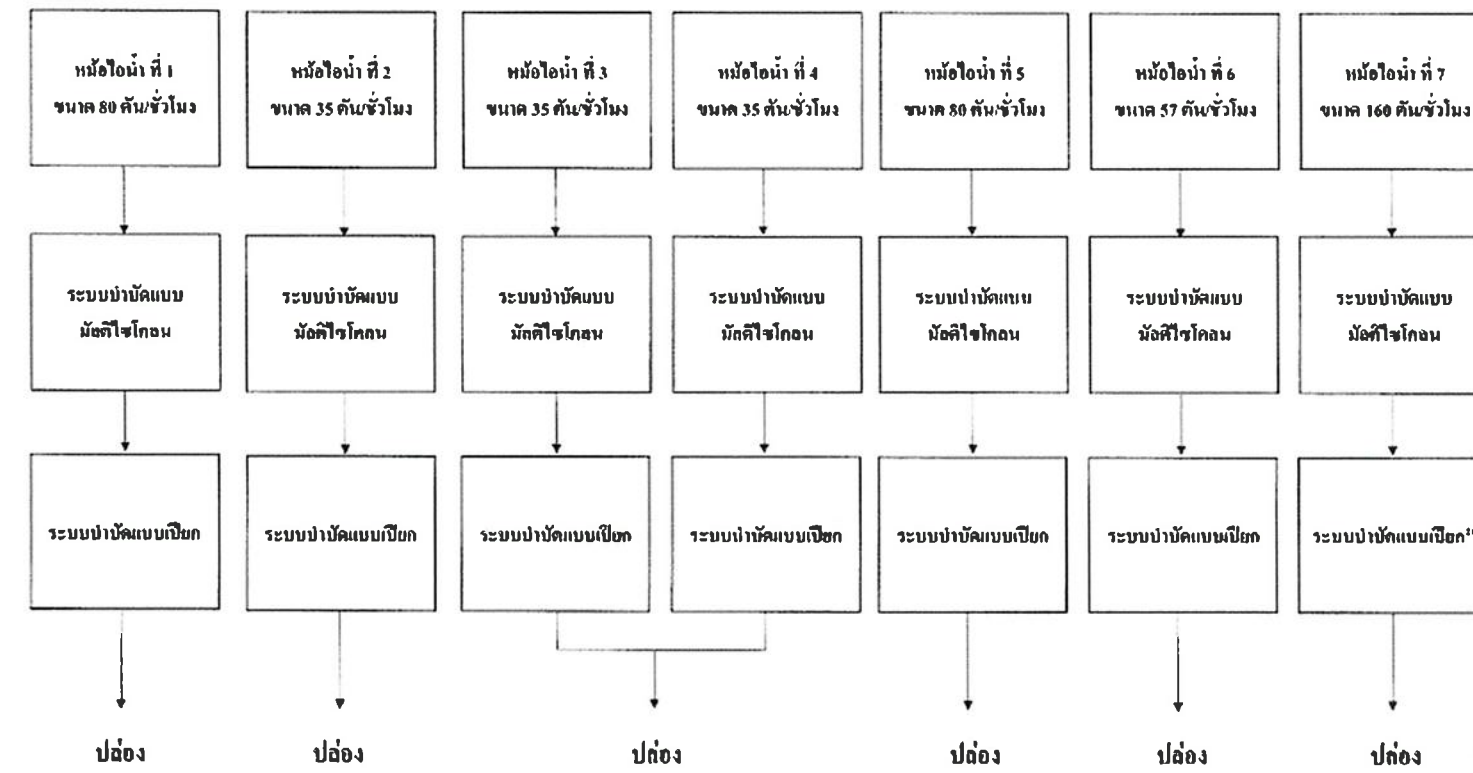 หม้อไอน้ำ ที่ 1
ขนาด 80 ตัน/ชั่วโมง
หม้อไอน้ำ ที่ 2
ขนาด 35 ตัน/ชั่วโมง
หม้อไอน้ำ ที่ 3
ขนาด 35 ตัน/ชั่วโมง
หม้อไอน้ำ ที่ 4
ขนาด 35 ตัน/ชั่วโมง
หม้อไอน้ำ ที่ 5
ขนาด 80 ตัน/ชั่วโมง
หม้อไอน้ำ ที่ 6
ขนาด 57 ตัน/ชั่วโมง
หม้อไอน้ำ ที่ 7
ขนาด 160 ตัน/ชั่วโมง
ระบบบำบัดแบบ
มัลติไซโคลน
ระบบบำบัดแบบ
มัลติไซโคลน
ระบบบำบัดแบบ
มัลติไซโคลน
ระบบบำบัดแบบ
มัลติไซโคลน
ระบบบำบัดแบบ
มัลติไซโคลน
ระบบบำบัดแบบ
มัลติไซโคลน
ระบบบำบัดแบบ
มัลติไซโคลน
ระบบบำบัดแบบเปียก
ระบบบำบัดแบบเปียก
ระบบบำบัดแบบเปียก
ระบบบำบัดแบบเปียก
ระบบบำบัดแบบเปียก
ระบบบำบัดแบบเปียก
ระบบบำบัดแบบเปียก
ปล่อง
ปล่อง
ปล่อง
ปล่อง
ปล่อง
ปล่อง